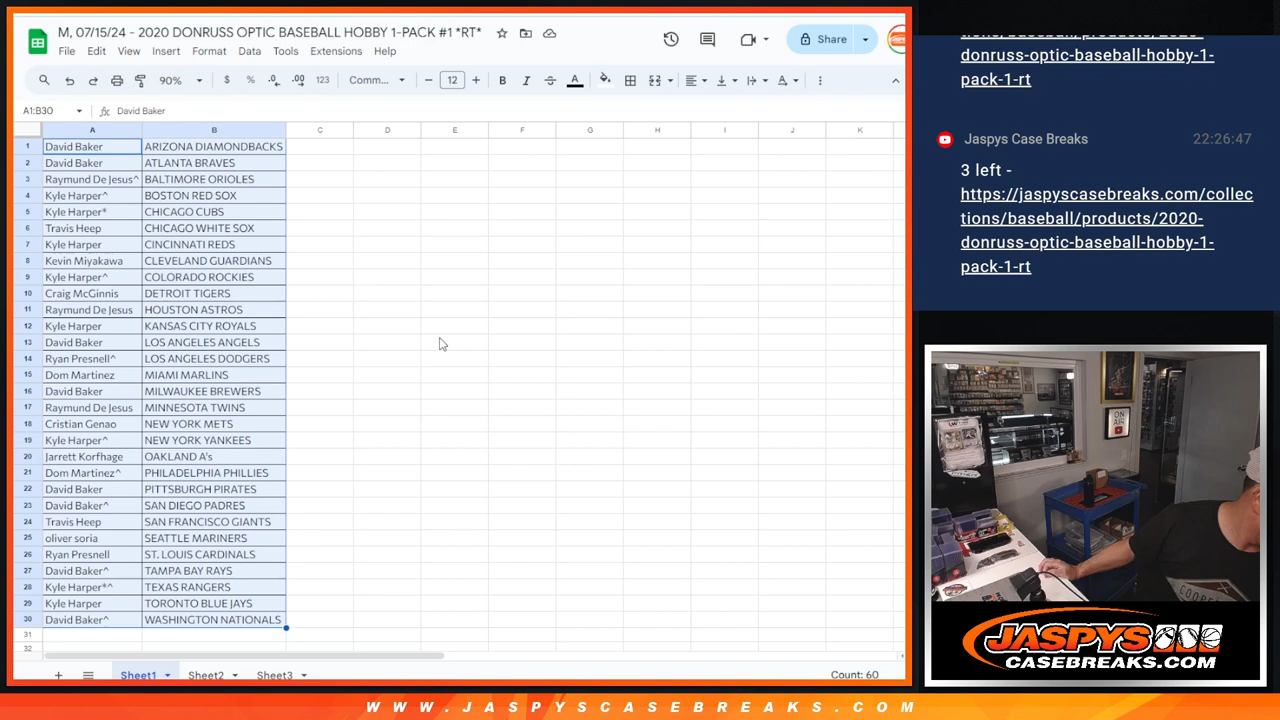 M, 07/15/24 - 2020 DONRUSS OPTIC BASEBALL HOBBY 1-PACK #1 *RT*
File Edit View Insert Format Data Tools Extensions Help
Share
90% $ % .0 .00 123 Comm... 12 B I A
A1:B30 fx David Baker
A B C D E F G H I J K
1 David Baker ARIZONA DIAMONDBACKS
2 David Baker ATLANTA BRAVES
3 Raymund De Jesus^ BALTIMORE ORIOLES
4 Kyle Harper^ BOSTON RED SOX
5 Kyle Harper* CHICAGO CUBS
6 Travis Heep CHICAGO WHITE SOX
7 Kyle Harper CINCINNATI REDS
8 Kevin Miyakawa CLEVELAND GUARDIANS
9 Kyle Harper^ COLORADO ROCKIES
10 Craig McGinnis DETROIT TIGERS
11 Raymund De Jesus HOUSTON ASTROS
12 Kyle Harper KANSAS CITY ROYALS
13 David Baker LOS ANGELES ANGELS
14 Ryan Presnell^ LOS ANGELES DODGERS
15 Dom Martinez MIAMI MARLINS
16 David Baker MILWAUKEE BREWERS
17 Raymund De Jesus MINNESOTA TWINS
18 Cristian Genao NEW YORK METS
19 Kyle Harper^ NEW YORK YANKEES
20 Jarrett Korfhage OAKLAND A's
21 Dom Martinez^ PHILADELPHIA PHILLIES
22 David Baker PITTSBURGH PIRATES
23 David Baker^ SAN DIEGO PADRES
24 Travis Heep SAN FRANCISCO GIANTS
25 oliver soria SEATTLE MARINERS
26 Ryan Presnell ST. LOUIS CARDINALS
27 David Baker^ TAMPA BAY RAYS
28 Kyle Harper*^ TEXAS RANGERS
29 Kyle Harper TORONTO BLUE JAYS
30 David Baker^ WASHINGTON NATIONALS
31
32
Sheet1 Sheet2 Sheet3 Count: 60
tions/baseball/products/2020-
donruss-optic-baseball-hobby-1-
pack-1-rt
Jaspys Case Breaks 22:26:47
3 left -
https://jaspyscasebreaks.com/collec
tions/baseball/products/2020-
donruss-optic-baseball-hobby-1-
pack-1-rt
ON
AIR
JASPYS
CASEBREAKS.COM
WWW.JASPYSCASEBREAKS.COM